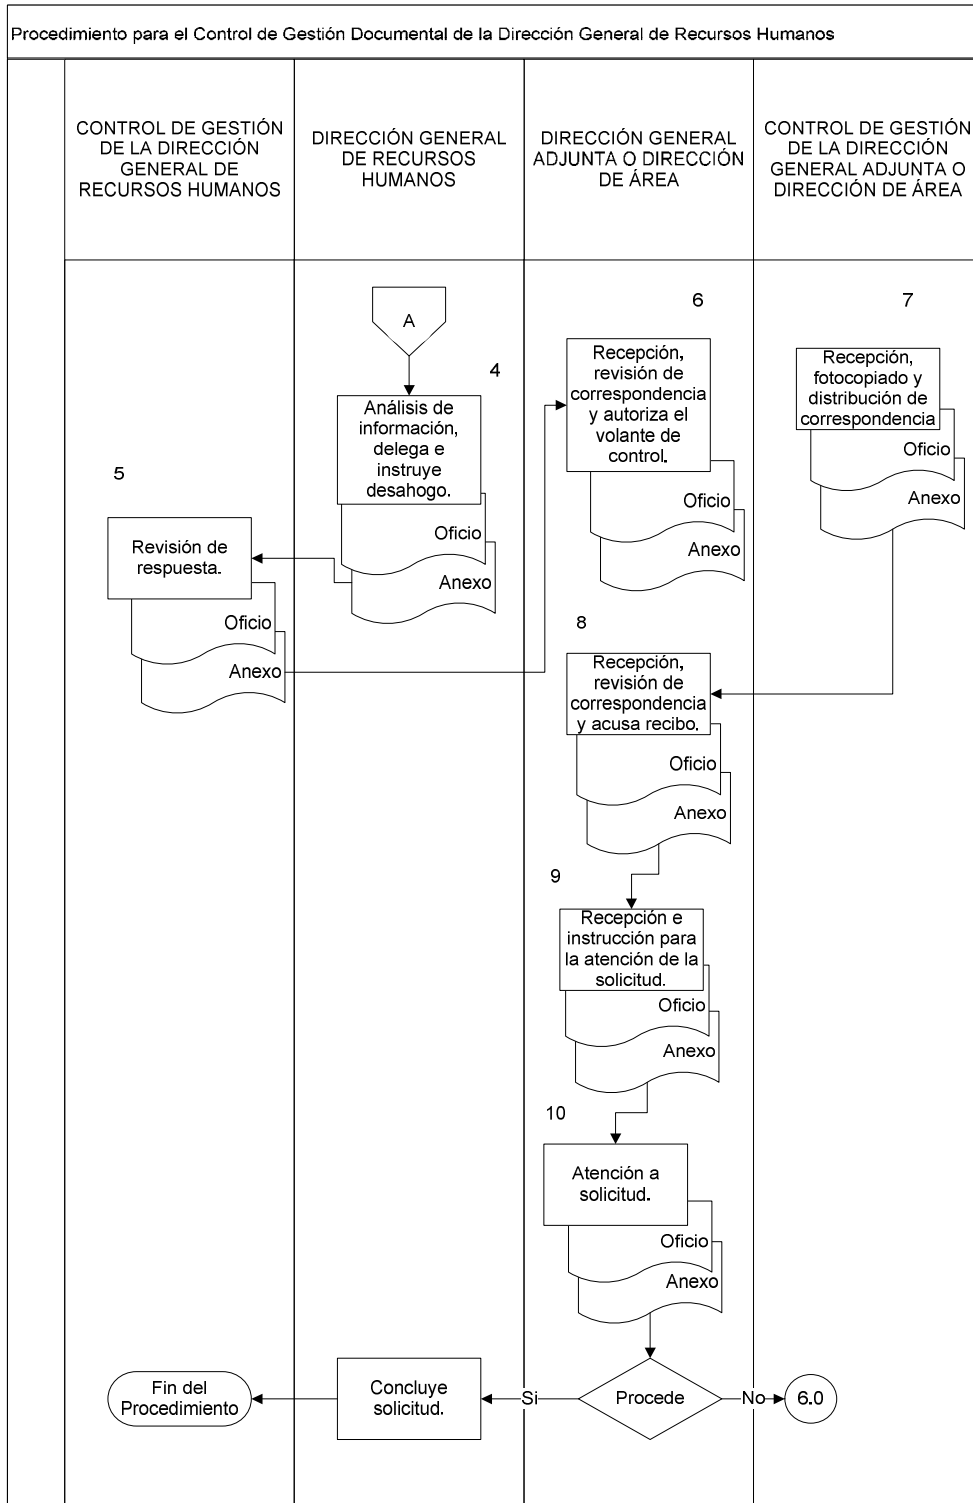 Procedimiento para el Control de Gestión Documental de la Dirección General de Recursos Humanos
CONTROL DE GESTIÓN
DE LA DIRECCIÓN
GENERAL DE
RECURSOS HUMANOS
DIRECCIÓN GENERAL
DE RECURSOS
HUMANOS
DIRECCIÓN GENERAL
ADJUNTA O DIRECCIÓN
DE ÁREA
CONTROL DE GESTIÓN
DE LA DIRECCIÓN
GENERAL ADJUNTA O
DIRECCIÓN DE ÁREA
A
4
Análisis de
información,
delega e
instruye
desahogo.
Oficio
Anexo
5
Revisión de
respuesta.
Oficio
Anexo
6
Recepción,
revisión de
correspondencia
y autoriza el
volante de
control.
Oficio
Anexo
7
Recepción,
fotocopiado y
distribución de
correspondencia
Oficio
Anexo
8
Recepción,
revisión de
correspondencia
y acusa recibo.
Oficio
Anexo
9
Recepción e
instrucción para
la atención de la
solicitud.
Oficio
Anexo
10
Atención a
solicitud.
Oficio
Anexo
Procede
No
6.0
Si
Concluye
solicitud.
Fin del
Procedimiento